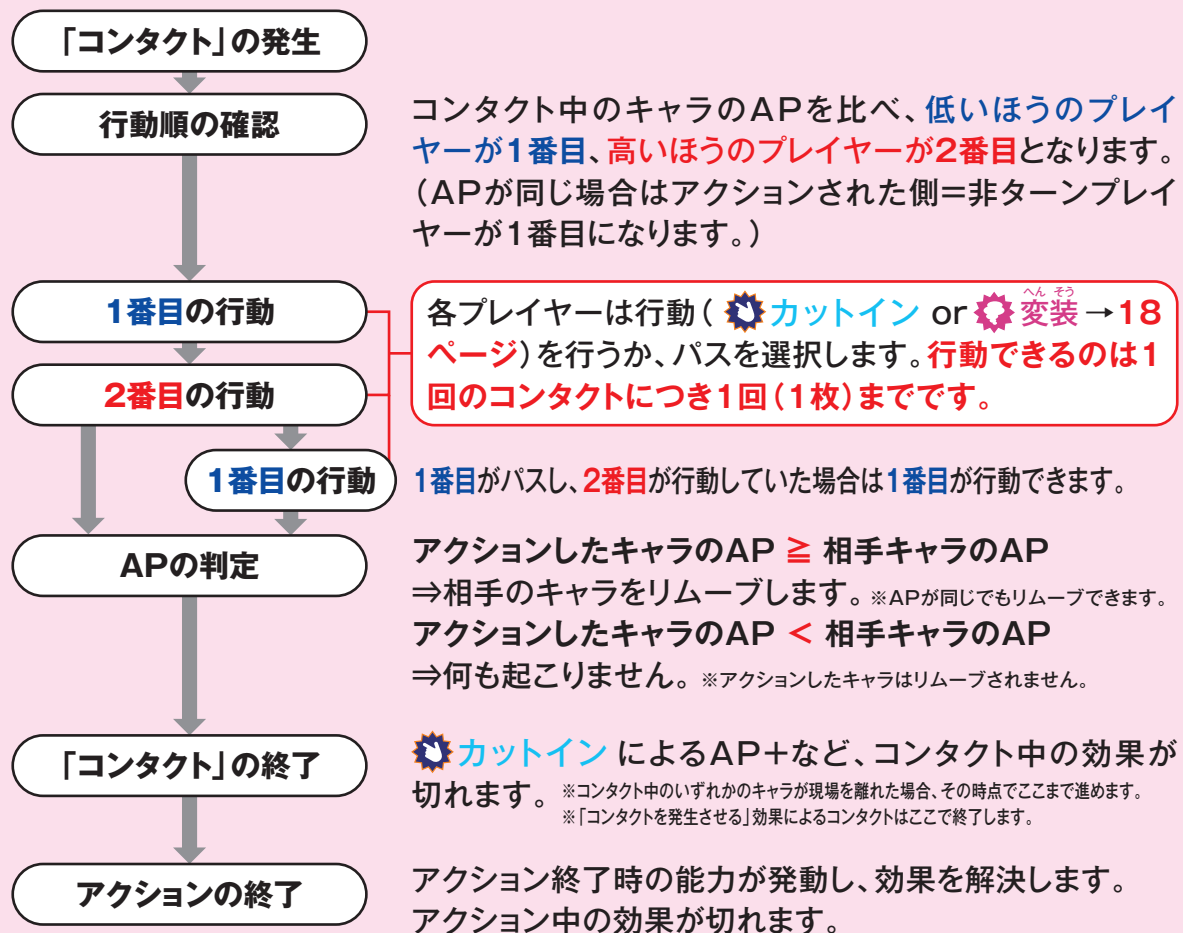 「コンタクト」の発生
行動順の確認
コンタクト中のキャラのAPを比べ、低いほうのプレイ
ヤーが1番目、高いほうのプレイヤーが2番目となります。
(APが同じ場合はアクションされた側＝非ターンプレイ
ヤーが1番目になります。)
1番目の行動
2番目の行動
1番目の行動
へん そう
各プレイヤーは行動( カットイン or 変装→18
ページ)を行うか、パスを選択します。行動できるのは1
回のコンタクトにつき1回(1枚)までです。
1番目がパスし、2番目が行動していた場合は1番目が行動できます。
APの判定
アクションしたキャラのAP ≧ 相手キャラのAP
⇒相手のキャラをリムーブします。※APが同じでもリムーブできます。
アクションしたキャラのAP ＜ 相手キャラのAP
⇒何も起こりません。※アクションしたキャラはリムーブされません。
「コンタクト」の終了
カットイン によるAP＋など、コンタクト中の効果が
切れます。※コンタクト中のいずれかのキャラが現場を離れた場合、その時点でここまで進めます。
※「コンタクトを発生させる」効果によるコンタクトはここで終了します。
アクションの終了
アクション終了時の能力が発動し、効果を解決します。
アクション中の効果が切れます。